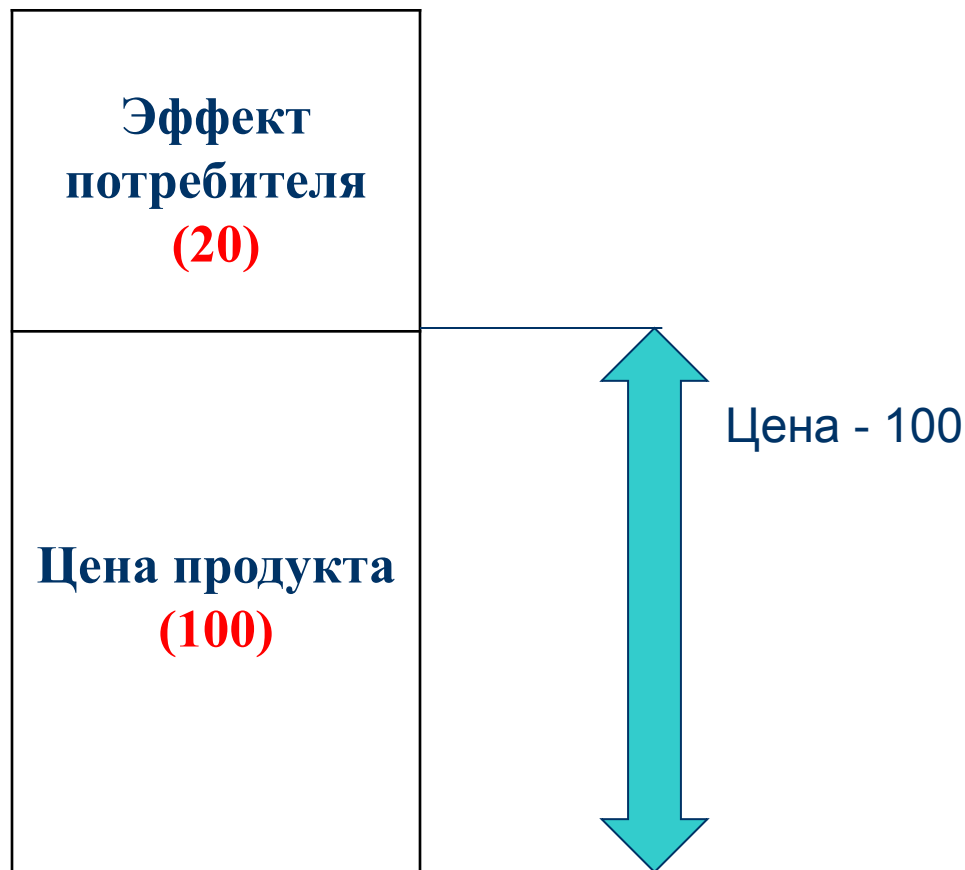 Эффект
потребителя
(20)
Цена - 100
Цена продукта
(100)